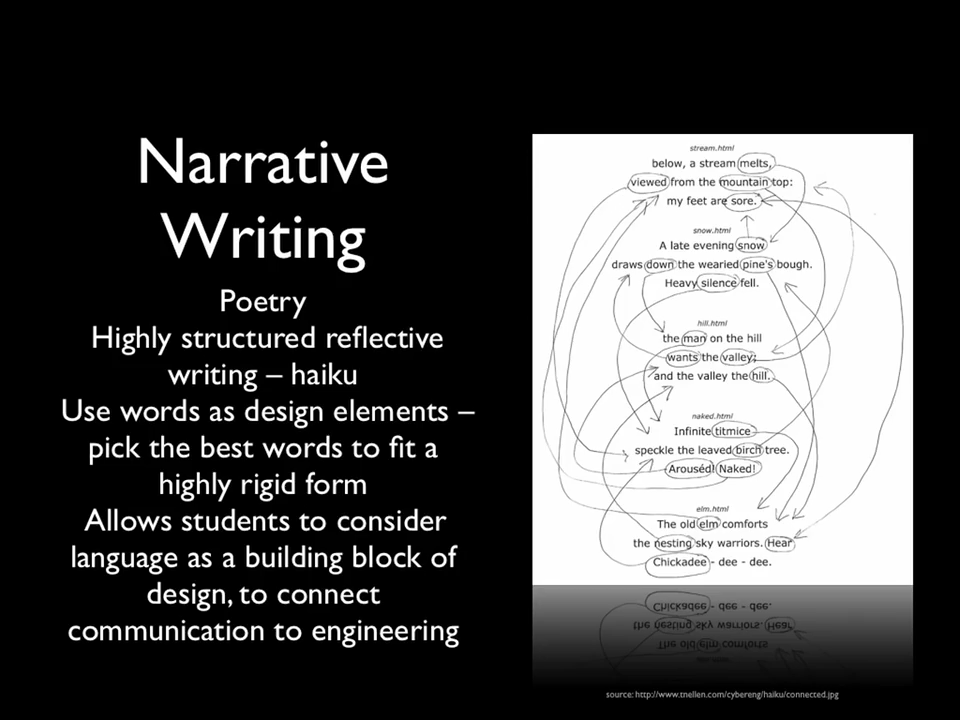 Narrative
Writing
Poetry
Highly structured reflective
writing – haiku
Use words as design elements –
pick the best words to fit a
highly rigid form
Allows students to consider
language as a building block of
design, to connect
communication to engineering
stream.html
below, a stream melts,
viewed from the mountain top:
my feet are sore.
snow.html
A late evening snow
draws down the wearied pine's bough.
Heavy silence fell.
hill.html
the man on the hill
wants the valley;
and the valley the hill.
naked.html
Infinite titmice
speckle the leaved birch tree.
Arouséd! Naked!
elm.html
The old elm comforts
the nesting sky warriors. Hear
Chickadee - dee - dee.
source: http://www.tnellen.com/cybereng/haiku/connected.jpg